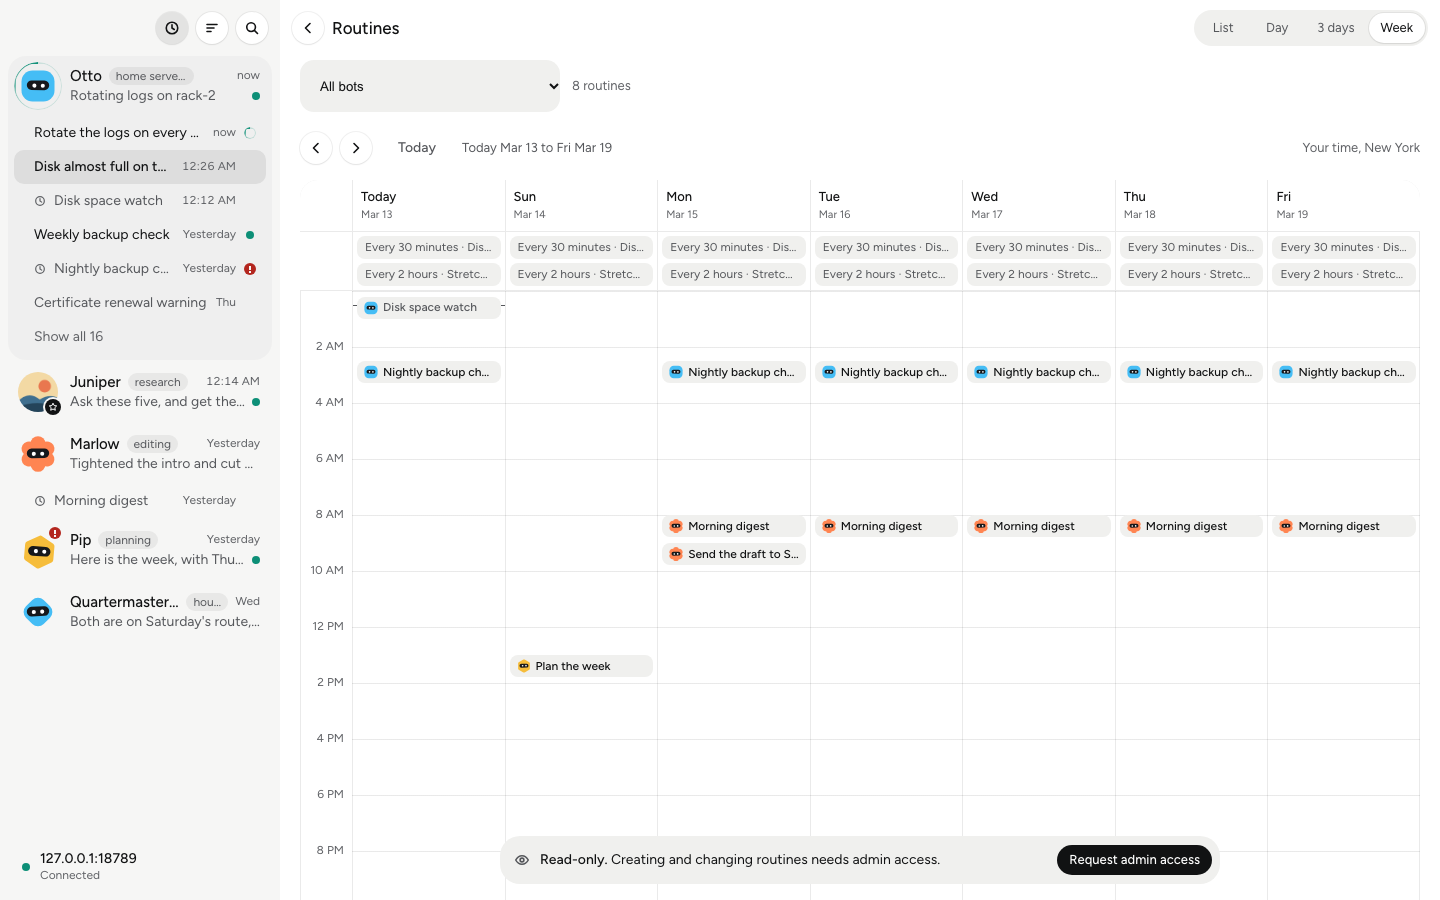 Otto home serve... now
Rotating logs on rack-2
Rotate the logs on every ... now
Disk almost full on t... 12:26 AM
Disk space watch 12:12 AM
Weekly backup check Yesterday
Nightly backup c... Yesterday
Certificate renewal warning Thu
Show all 16
Juniper research 12:14 AM
Ask these five, and get the...
Marlow editing Yesterday
Tightened the intro and cut ...
Morning digest Yesterday
Pip planning Yesterday
Here is the week, with Thu...
Quartermaster... hou... Wed
Both are on Saturday's route,...
127.0.0.1:18789
Connected
Routines
List Day 3 days Week
All bots 8 routines
Today Today Mar 13 to Fri Mar 19 Your time, New York
Today Sun Mon Tue Wed Thu Fri
Mar 13 Mar 14 Mar 15 Mar 16 Mar 17 Mar 18 Mar 19
Every 30 minutes · Dis... Every 30 minutes · Dis... Every 30 minutes · Dis... Every 30 minutes · Dis... Every 30 minutes · Dis... Every 30 minutes · Dis... Every 30 minutes · Dis...
Every 2 hours · Stretc... Every 2 hours · Stretc... Every 2 hours · Stretc... Every 2 hours · Stretc... Every 2 hours · Stretc... Every 2 hours · Stretc... Every 2 hours · Stretc...
Disk space watch
2 AM
Nightly backup ch... Nightly backup ch... Nightly backup ch... Nightly backup ch... Nightly backup ch... Nightly backup ch...
4 AM
6 AM
8 AM
Morning digest Morning digest Morning digest Morning digest Morning digest
Send the draft to S...
10 AM
12 PM
Plan the week
2 PM
4 PM
6 PM
8 PM
Read-only. Creating and changing routines needs admin access. Request admin access